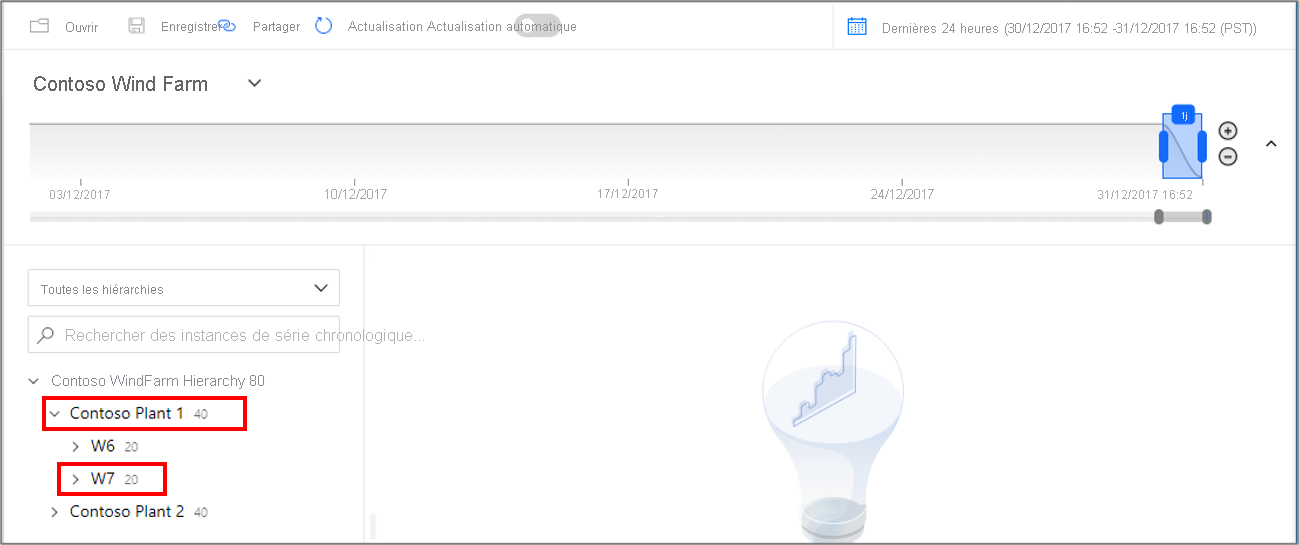 Ouvrir Enregistrer Partager Actualisation Actualisation automatique Dernières 24 heures (30/12/2017 16:52 -31/12/2017 16:52 (PST))
Contoso Wind Farm
1j
03/12/2017 10/12/2017 17/12/2017 24/12/2017 31/12/2017 16:52
Toutes les hiérarchies
Rechercher des instances de série chronologique...
Contoso WindFarm Hierarchy 80
Contoso Plant 1 40
W6 20
W7 20
Contoso Plant 2 40